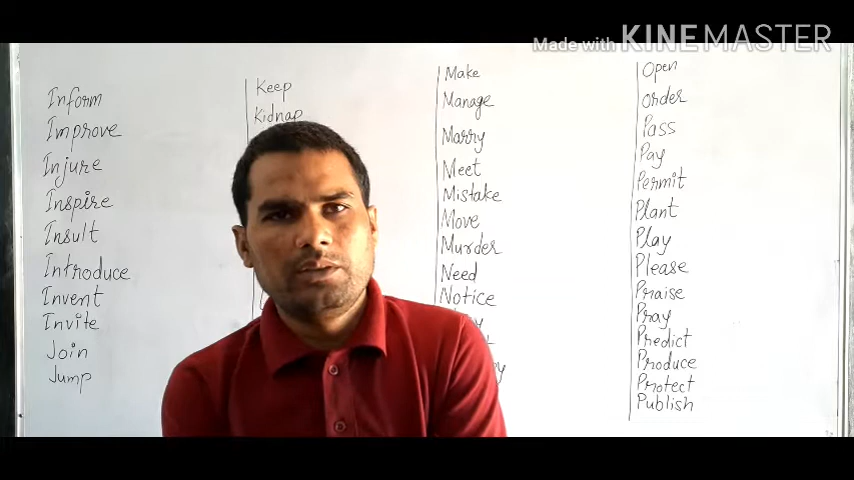 Made with KINEMASTER
Inform
Improve
Injure
Inspire
Insult
Introduce
Invent
Invite
Join
Jump
Keep
Kidnap
Make
Manage
Marry
Meet
Mistake
Move
Murder
Need
Notice
Open
Order
Pass
Pay
Permit
Plant
Play
Please
Praise
Pray
Predict
Produce
Protect
Publish